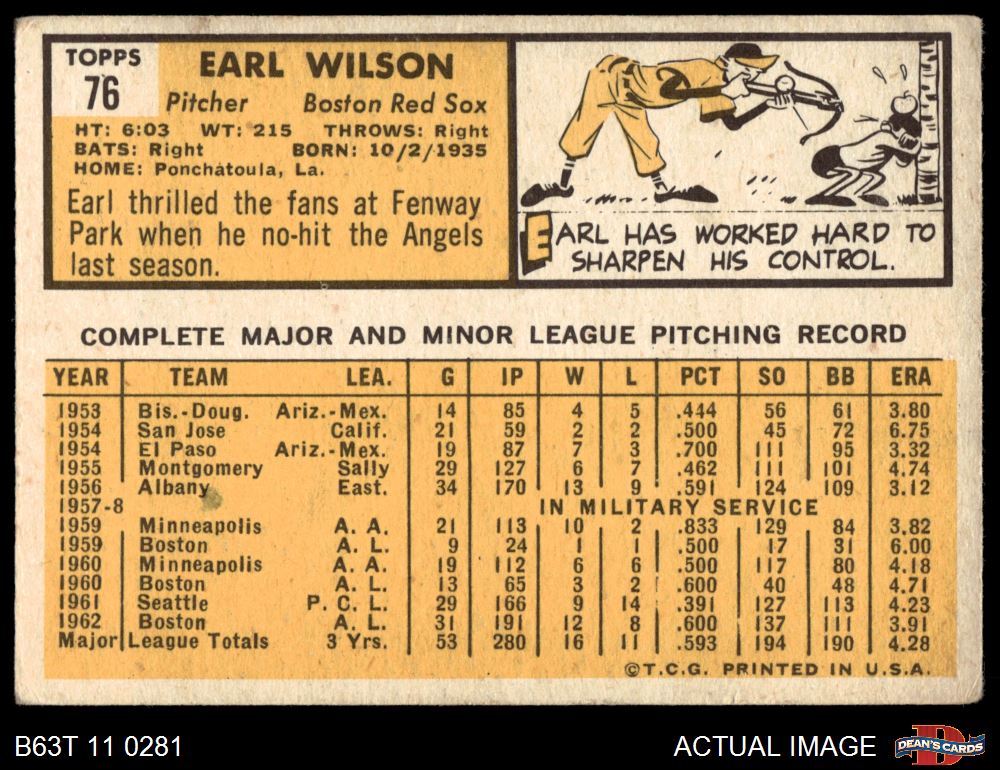 TOPPS
76
EARL WILSON
Pitcher Boston Red Sox
HT: 6:03 WT: 215 THROWS: Right
BATS: Right BORN: 10/2/1935
HOME: Ponchatoula, La.
Earl thrilled the fans at Fenway
Park when he no-hit the Angels
last season.
EARL HAS WORKED HARD TO
SHARPEN HIS CONTROL.
COMPLETE MAJOR AND MINOR LEAGUE PITCHING RECORD
YEAR TEAM LEA. G IP W L PCT SO BB ERA
1953 Bis.-Doug. Ariz.-Mex. 14 85 4 5 .444 56 61 3.80
1954 San Jose Calif. 21 59 2 2 .500 45 72 6.75
1954 El Paso Ariz.-Mex. 19 87 7 3 .700 111 95 3.32
1955 Montgomery Sally 29 127 6 7 .462 111 101 4.74
1956 Albany East. 34 170 13 9 .591 124 109 3.12
1957-8 IN MILITARY SERVICE
1959 Minneapolis A. A. 21 113 10 2 .833 129 84 3.82
1959 Boston A. L. 9 24 1 1 .500 17 31 6.00
1960 Minneapolis A. A. 19 112 6 6 .500 117 80 4.18
1960 Boston A. L. 13 65 3 2 .600 40 48 4.71
1961 Seattle P. C. L. 29 166 9 14 .391 127 113 4.23
1962 Boston A. L. 31 191 12 8 .600 137 111 3.91
Major League Totals 3 Yrs. 53 280 16 11 .593 194 190 4.28
©T.C.G. PRINTED IN U.S.A.
B63T 11 0281
ACTUAL IMAGE
D
DEAN'S CARDS